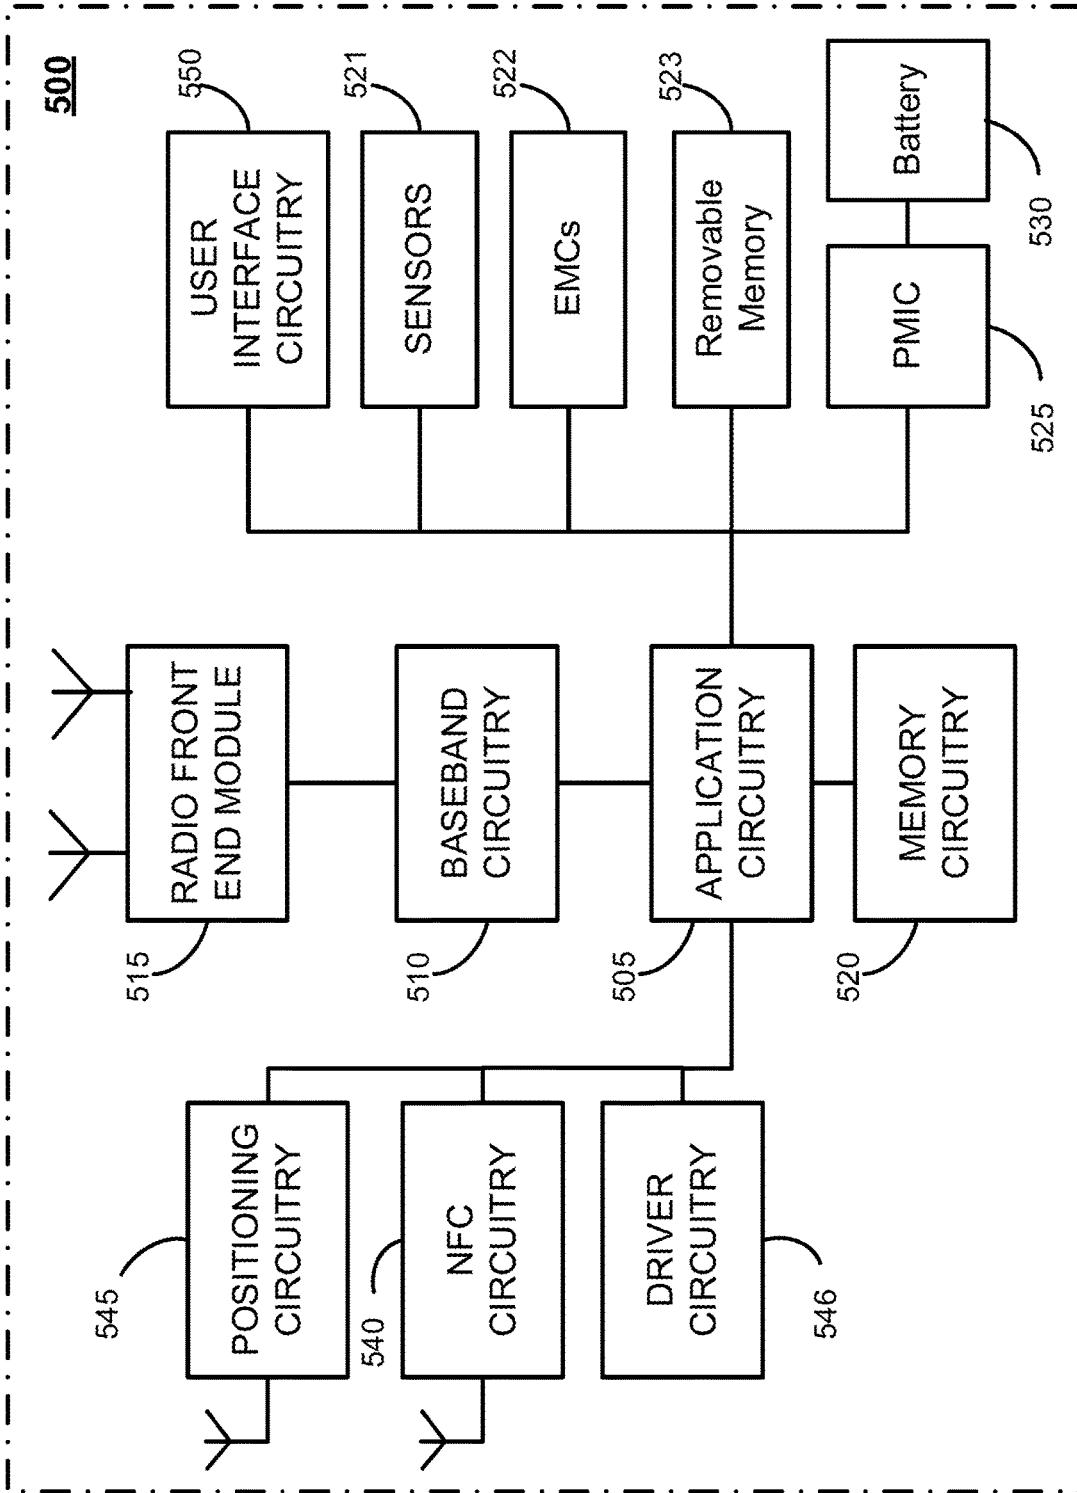 500
545
POSITIONING
CIRCUITRY
540
NFC
CIRCUITRY
DRIVER
CIRCUITRY
546
515
RADIO FRONT
END MODULE
510
BASEBAND
CIRCUITRY
505
APPLICATION
CIRCUITRY
520
MEMORY
CIRCUITRY
550
USER
INTERFACE
CIRCUITRY
521
SENSORS
522
EMCs
523
Removable
Memory
PMIC
525
Battery
530